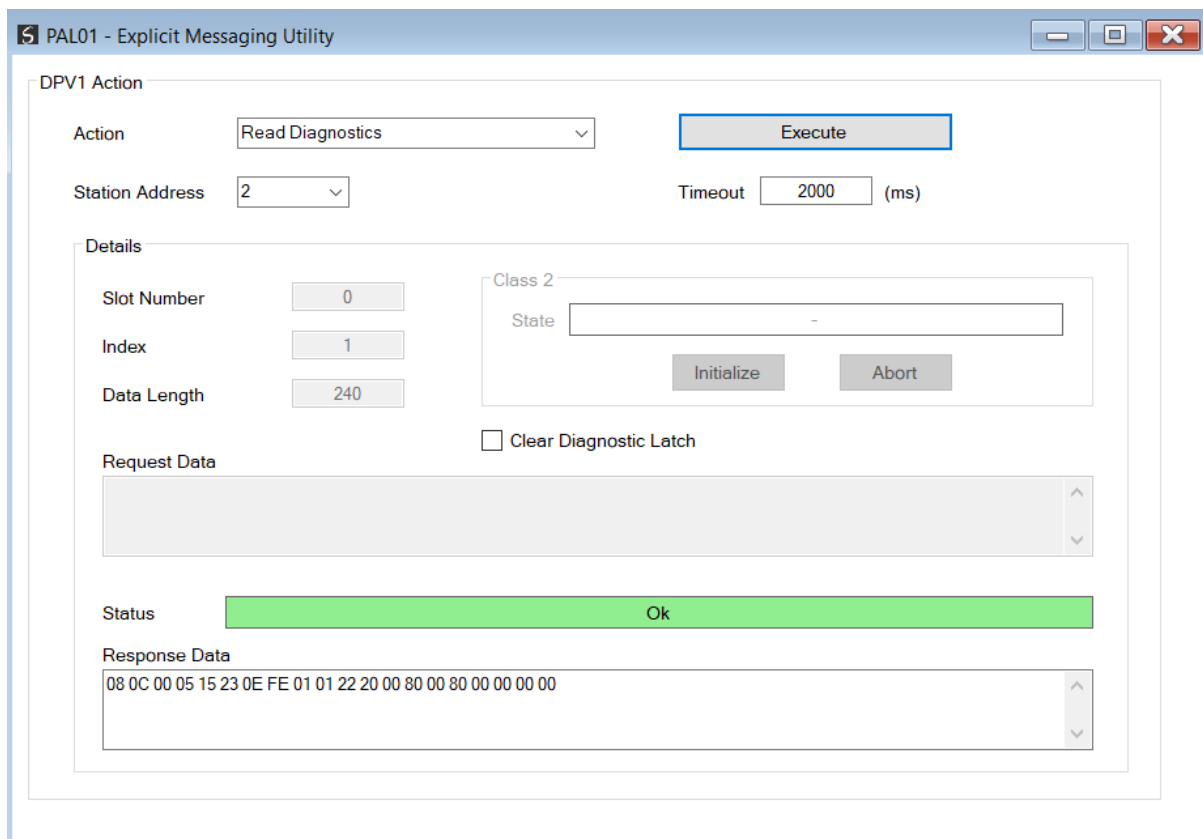 PAL01 - Explicit Messaging Utility
DPV1 Action
Action Read Diagnostics Execute
Station Address 2 Timeout 2000 (ms)
Details
Slot Number 0
Class 2
State -
Index 1
Initialize Abort
Data Length 240
Clear Diagnostic Latch
Request Data
Status Ok
Response Data
08 0C 00 05 15 23 0E FE 01 01 22 20 00 80 00 80 00 00 00 00